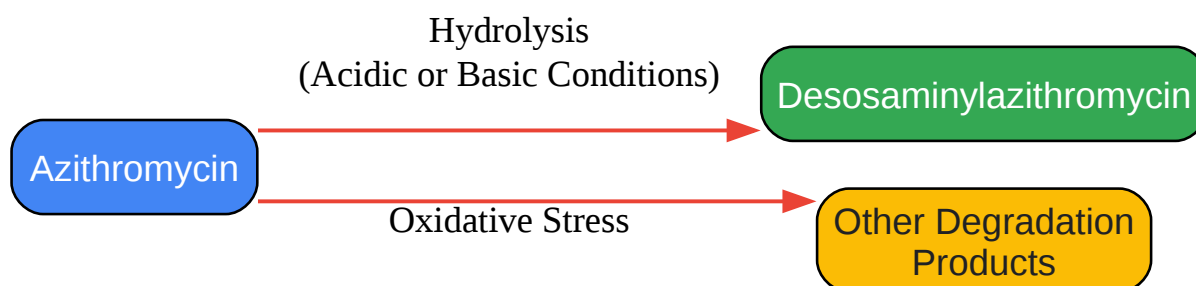 Hydrolysis
(Acidic or Basic Conditions)
Desosaminylazithromycin
Azithromycin
Oxidative Stress
Other Degradation
Products